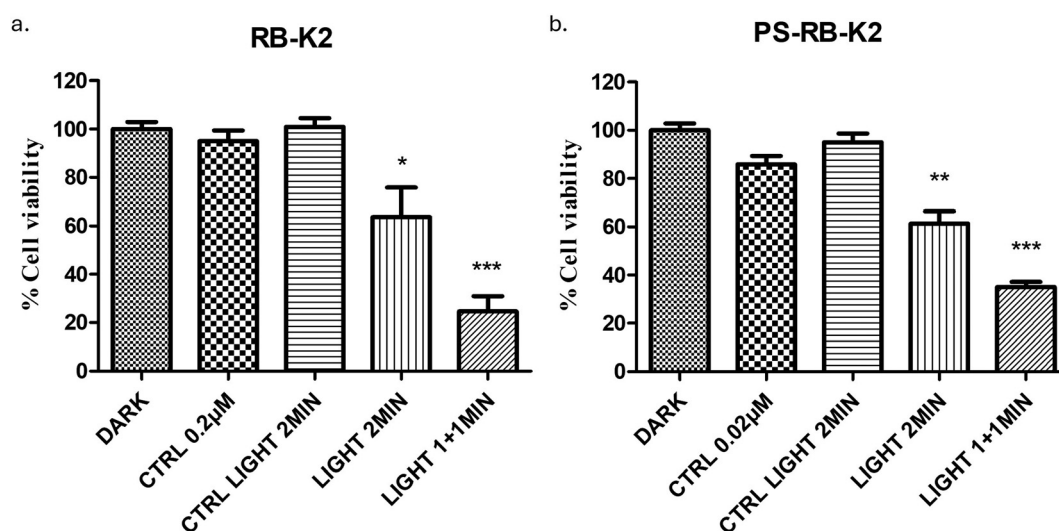 a.
RB-K2
% Cell viability
120
100
80
60
40
20
0
*
***
DARK
CTRL 0.2µM
CTRL LIGHT 2MIN
LIGHT 2MIN
LIGHT 1+1MIN
b.
PS-RB-K2
% Cell viability
120
100
80
60
40
20
0
**
***
DARK
CTRL 0.02µM
CTRL LIGHT 2MIN
LIGHT 2MIN
LIGHT 1+1MIN